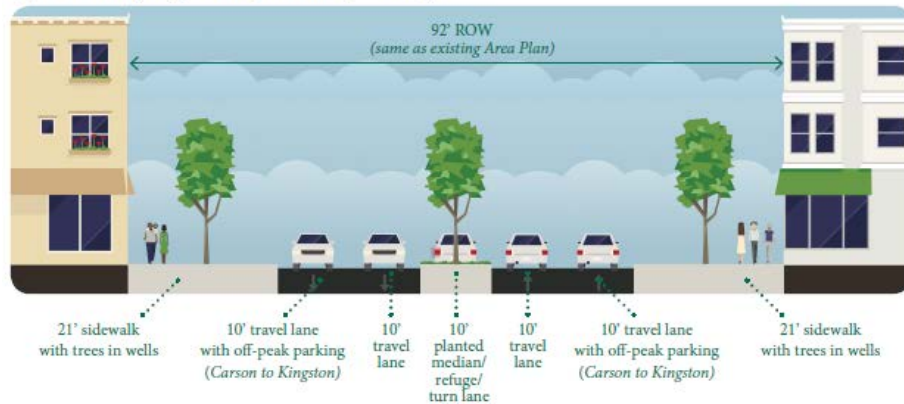 92' ROW
(same as existing Area Plan)
21' sidewalk
with trees in wells
10' travel lane
with off-peak parking
(Carson to Kingston)
10'
travel
lane
10'
planted
median/
refuge/
turn lane
10'
travel
lane
10' travel lane
with off-peak parking
(Carson to Kingston)
21' sidewalk
with trees in wells